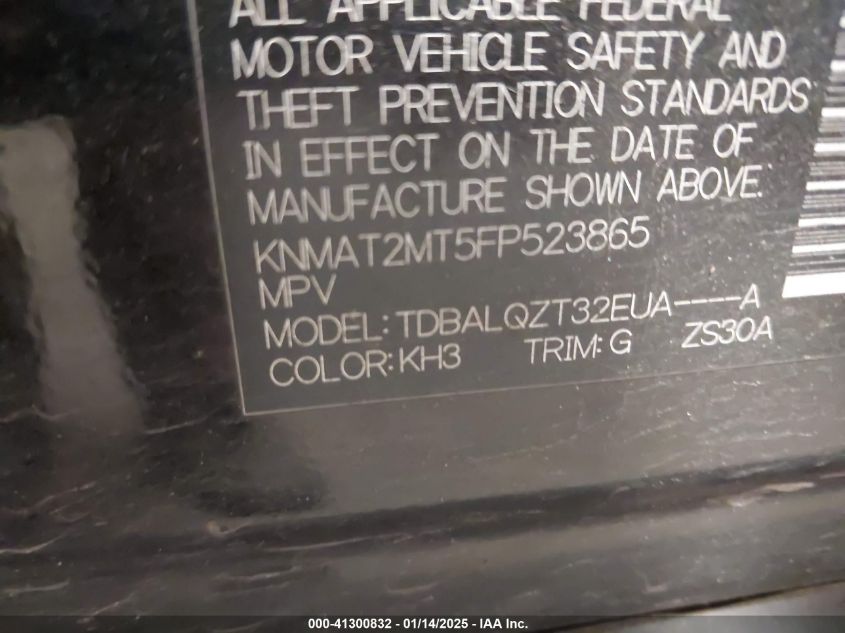 ALL APPLICABLE FEDERAL
MOTOR VEHICLE SAFETY AND
THEFT PREVENTION STANDARDS
IN EFFECT ON THE DATE OF
MANUFACTURE SHOWN ABOVE.
KNMAT2MT5FP523865
MPV
MODEL: TDBALQZT32EUA----A
COLOR: KH3 TRIM: G ZS30A
000-41300832 - 01/14/2025 - IAA Inc.